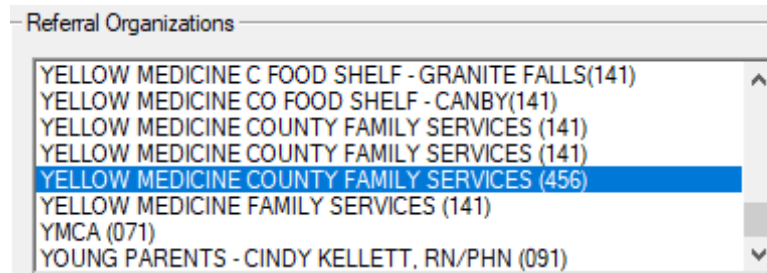 Referral Organizations
YELLOW MEDICINE C FOOD SHELF - GRANITE FALLS(141)
YELLOW MEDICINE CO FOOD SHELF - CANBY(141)
YELLOW MEDICINE COUNTY FAMILY SERVICES (141)
YELLOW MEDICINE COUNTY FAMILY SERVICES (141)
YELLOW MEDICINE COUNTY FAMILY SERVICES (456)
YELLOW MEDICINE FAMILY SERVICES (141)
YMCA (071)
YOUNG PARENTS - CINDY KELLETT, RN/PHN (091)